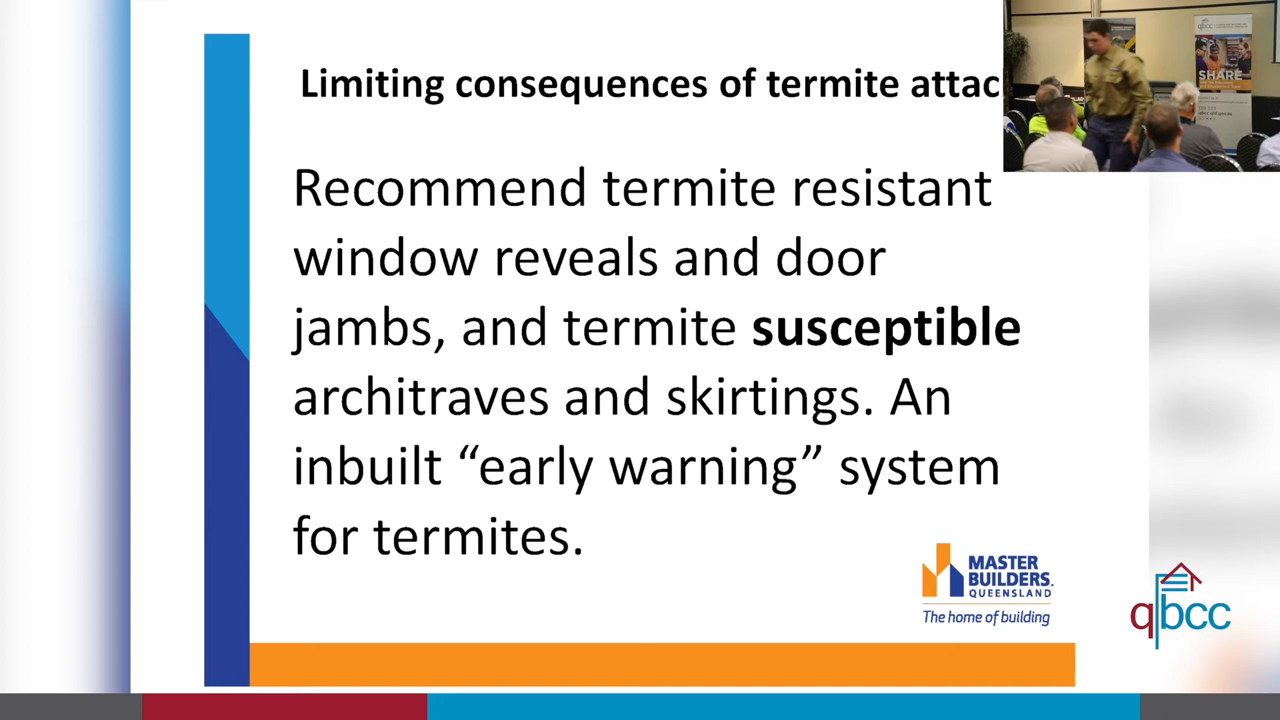 Limiting consequences of termite attac
Recommend termite resistant
window reveals and door
jambs, and termite susceptible
architraves and skirtings. An
inbuilt “early warning” system
for termites.
MASTER
BUILDERS.
QUEENSLAND
The home of building
qbcc
qbcc
SHARE